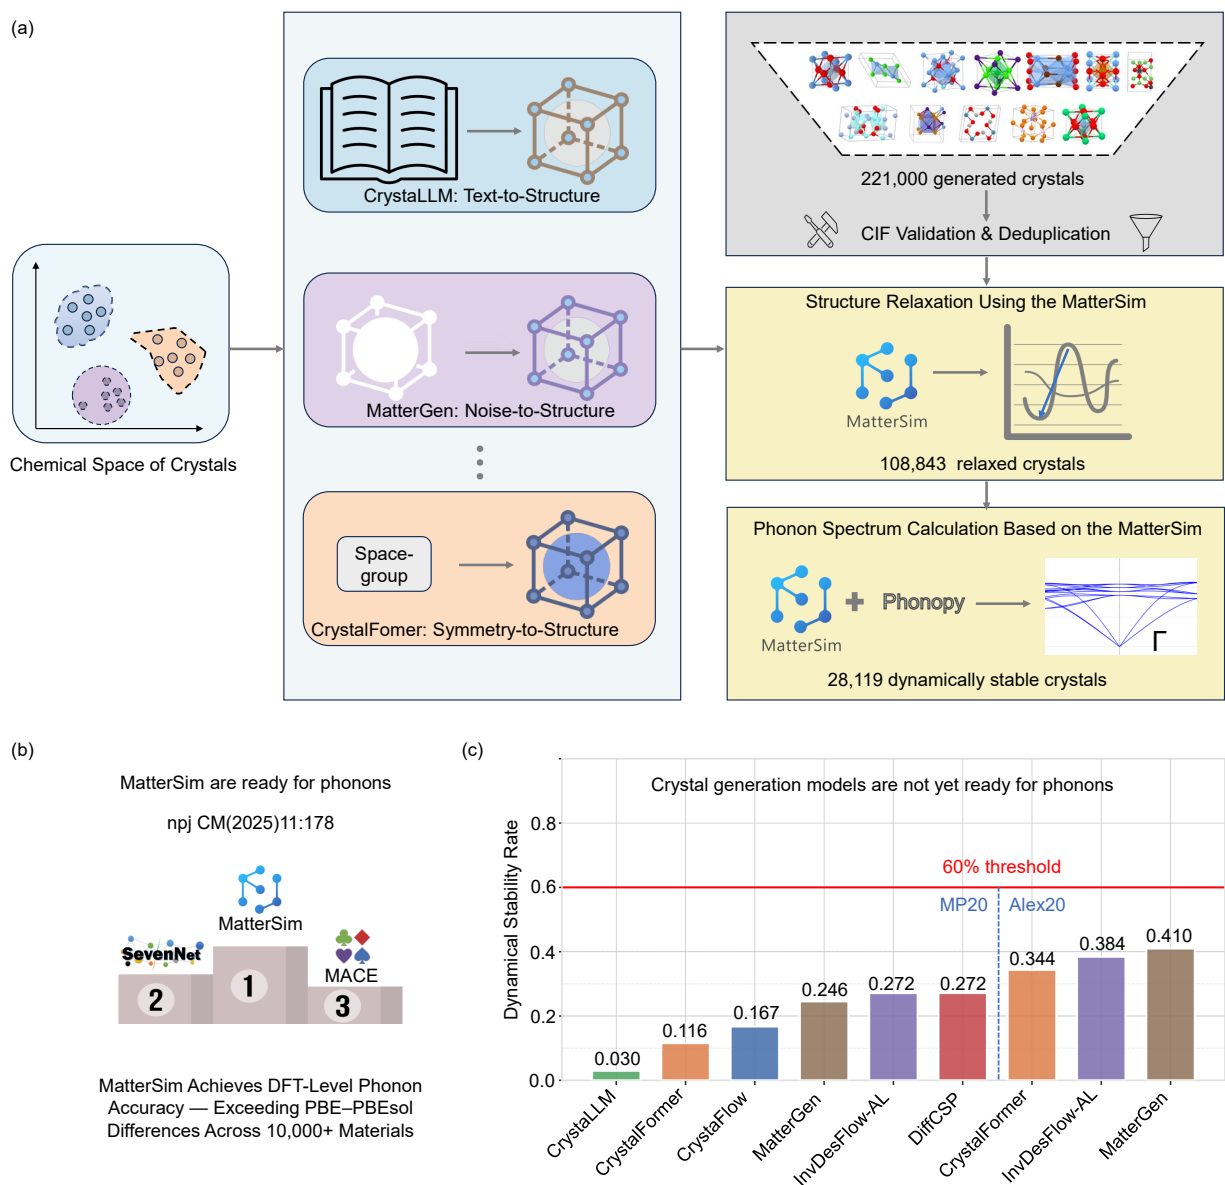 (a)
CrystaLLM: Text-to-Structure
MatterGen: Noise-to-Structure
Space-
group
CrystalFomer: Symmetry-to-Structure
Chemical Space of Crystals
221,000 generated crystals
CIF Validation & Deduplication
Structure Relaxation Using the MatterSim
MatterSim
108,843 relaxed crystals
Phonon Spectrum Calculation Based on the MatterSim
MatterSim
+ Phonopy
Γ
28,119 dynamically stable crystals
(b)
MatterSim are ready for phonons
npj CM(2025)11:178
MatterSim
SevenNet
MACE
2
1
3
MatterSim Achieves DFT-Level Phonon
Accuracy — Exceeding PBE–PBEsol
Differences Across 10,000+ Materials
(c)
Crystal generation models are not yet ready for phonons
Dynamical Stability Rate
0.8
0.6
0.4
0.2
0.0
60% threshold
MP20
Alex20
0.030
0.116
0.167
0.246
0.272
0.272
0.344
0.384
0.410
CrystaLLM
CrystalFormer
CrystaFlow
MatterGen
InvDesFlow-AL
DiffCSP
CrystalFormer
InvDesFlow-AL
MatterGen